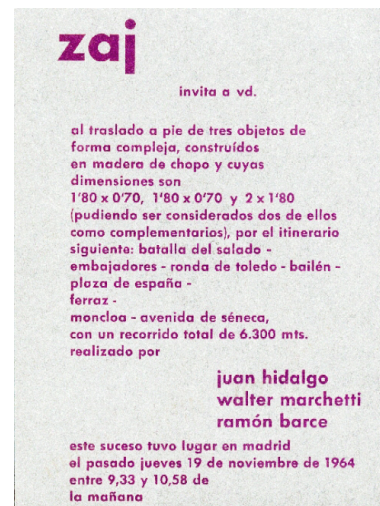 zaj
invita a vd.
al traslado a pie de tres objetos de
forma compleja, construídos
en madera de chopo y cuyas
dimensiones son
1'80 x 0'70, 1'80 x 0'70 y 2 x 1'80
(pudiendo ser considerados dos de ellos
como complementarios), por el itinerario
siguiente: batalla del salado -
embajadores - ronda de toledo - bailén -
plaza de españa -
ferraz -
moncloa - avenida de séneca,
con un recorrido total de 6.300 mts.
realizado por
juan hidalgo
walter marchetti
ramón barce
este suceso tuvo lugar en madrid
el pasado jueves 19 de noviembre de 1964
entre 9,33 y 10,58 de
la mañana